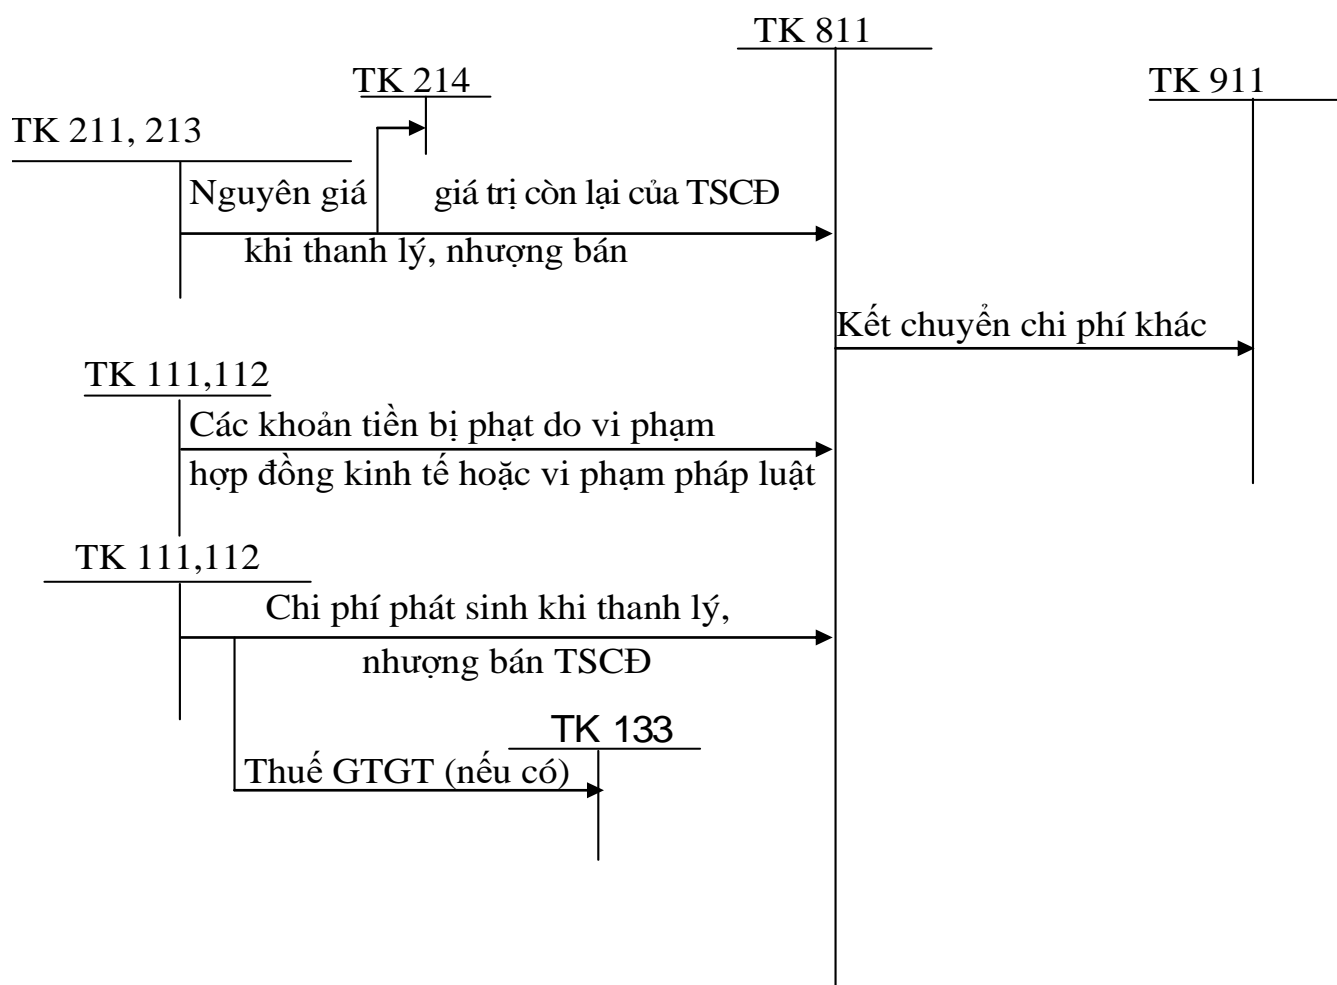 TK 811
TK 214
TK 911
TK 211, 213
Nguyên giá
giá trị còn lại của TSCĐ
khi thanh lý, nhượng bán
Kết chuyển chi phí khác
TK 111,112
Các khoản tiền bị phạt do vi phạm
hợp đồng kinh tế hoặc vi phạm pháp luật
TK 111,112
Chi phí phát sinh khi thanh lý,
nhượng bán TSCĐ
TK 133
Thuế GTGT (nếu có)